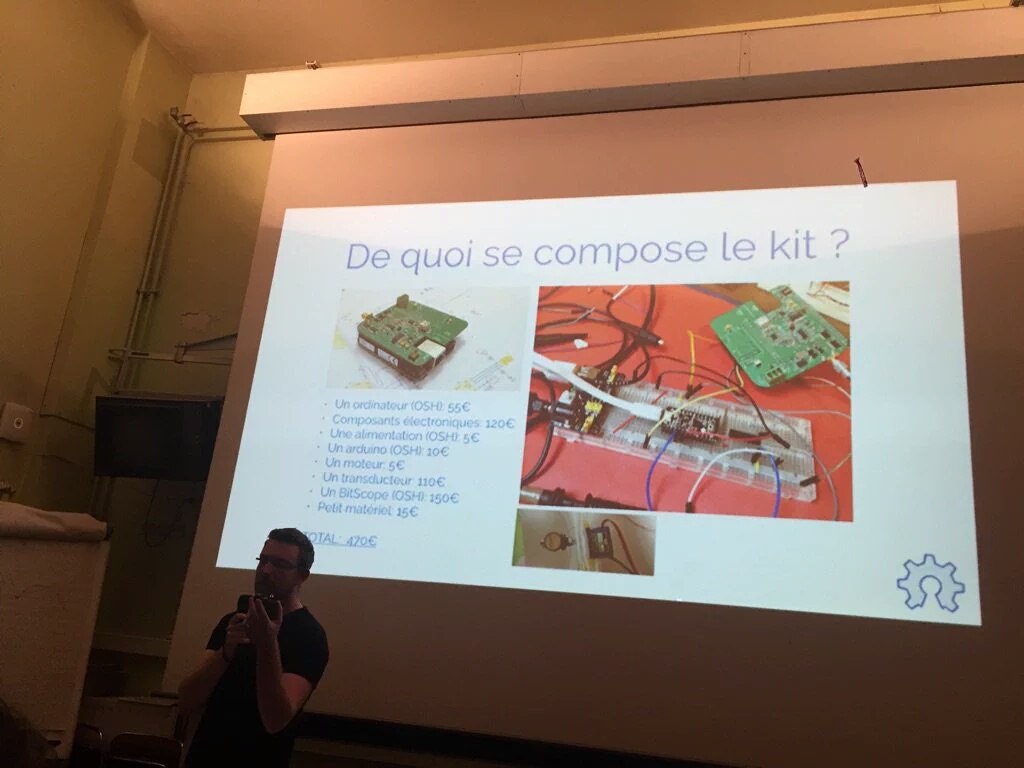 De quoi se compose le kit ?
· Un ordinateur (OSH): 55€
· Composants électroniques: 120€
· Une alimentation (OSH): 5€
· Un arduino (OSH): 10€
· Un moteur: 5€
· Un transducteur: 110€
· Un BitScope (OSH): 150€
· Petit matériel: 15€
TOTAL: 470€